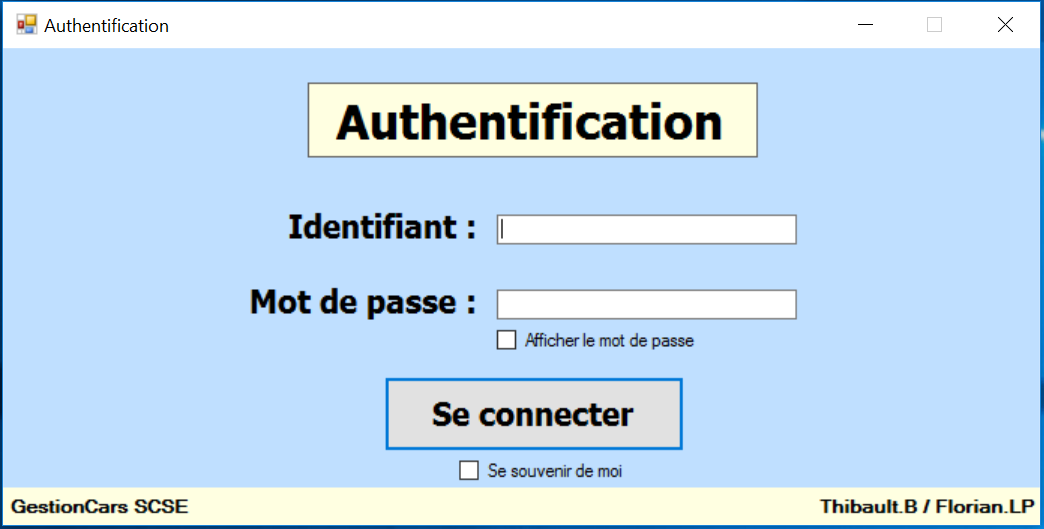 Authentification
Authentification
Identifiant :
Mot de passe :
Afficher le mot de passe
Se connecter
Se souvenir de moi
GestionCars SCSE
Thibault.B / Florian.LP